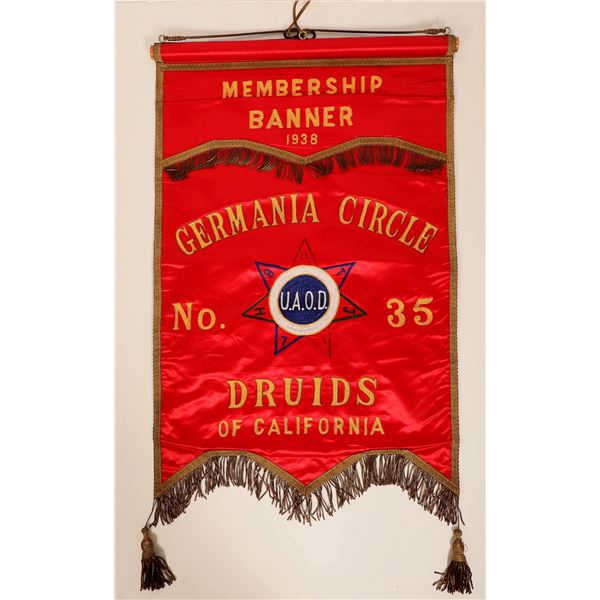 MEMBERSHIP
BANNER
1938
GERMANIA CIRCLE
U.A.O.D.
No. 35
DRUIDS
OF CALIFORNIA